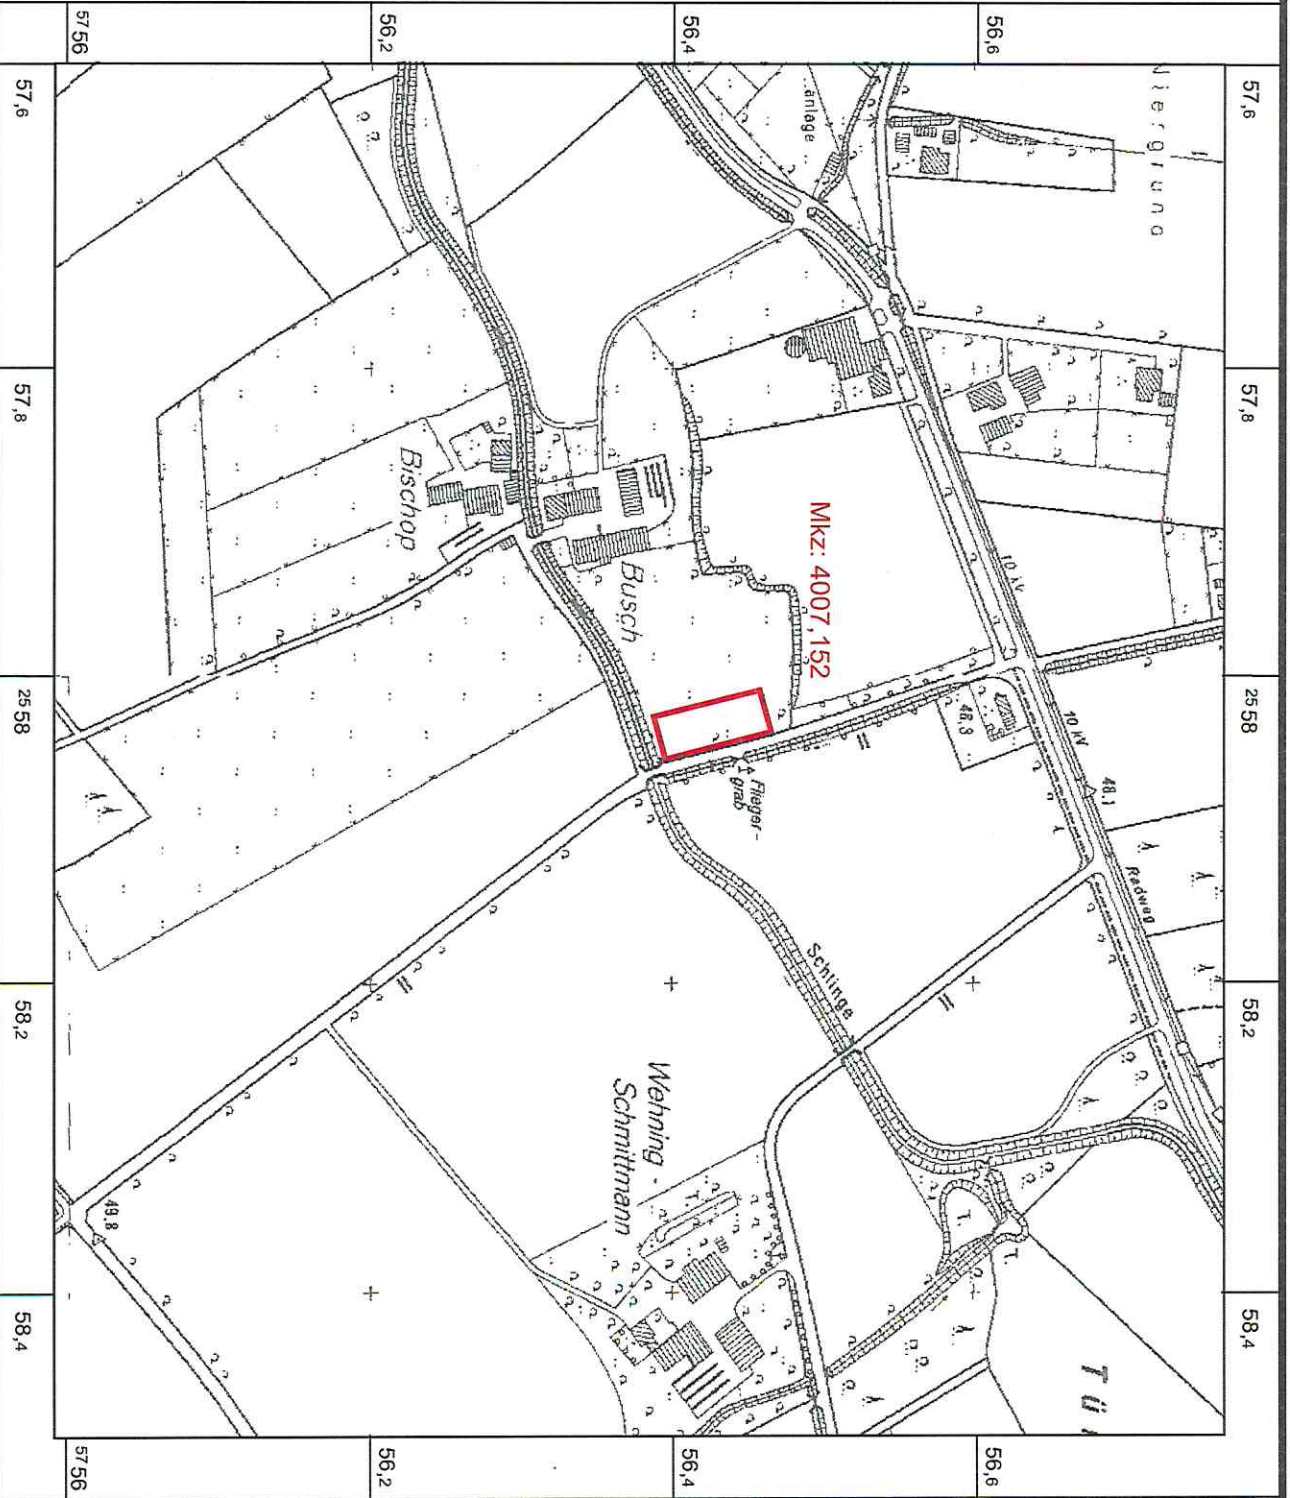 5756
56,2
56,4
56,6
57,6
57,6
57,8
57,8
2558
2558
58,2
58,2
58,4
58,4
5756
56,2
56,4
56,6
anlage
Mkz: 4007,152
Bischop
Busch
10 kV
10 kV
48,3
48,1
Radweg
Flieger-
grab
Schlinge
Wehning -
Schmittmann
T.
T.
T.
49,8